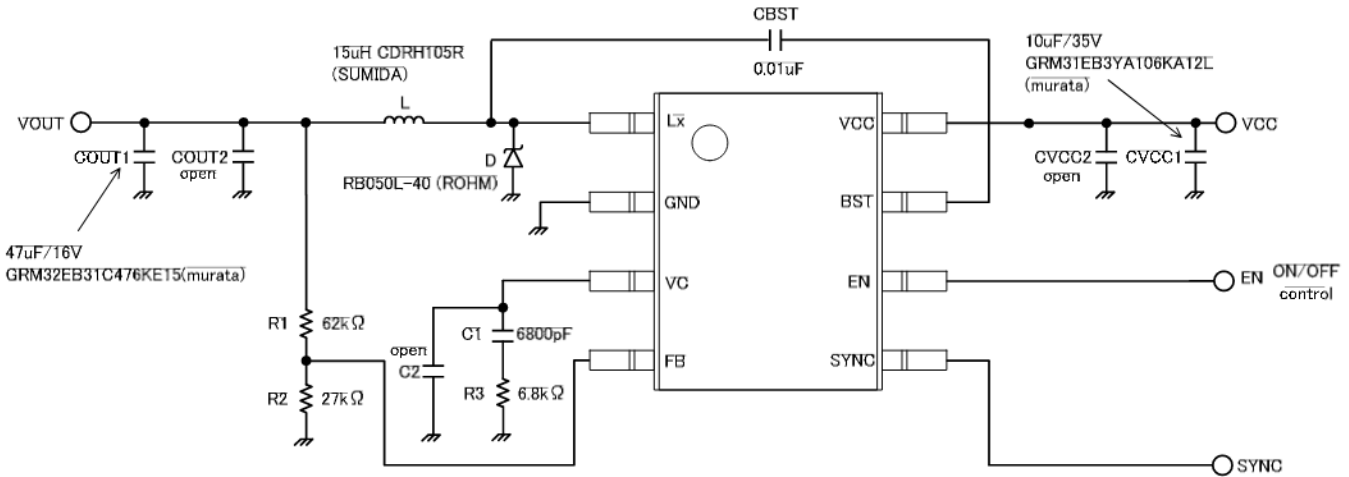 CBST
0.01uF
15uH CDRH105R
(SUMIDA)
L
10uF/35V
GRM31EB3YA106KA12L
(murata)
VOUT
Lx
VCC
VCC
COUT1
COUT2
open
D
RB050L-40 (ROHM)
CVCC2
open
CVCC1
GND
BST
47uF/16V
GRM32EB31C476KE15(murata)
VC
EN
EN
ON/OFF
control
R1
62kΩ
open
C2
C1
6800pF
FB
SYNC
R2
27kΩ
R3
6.8kΩ
SYNC